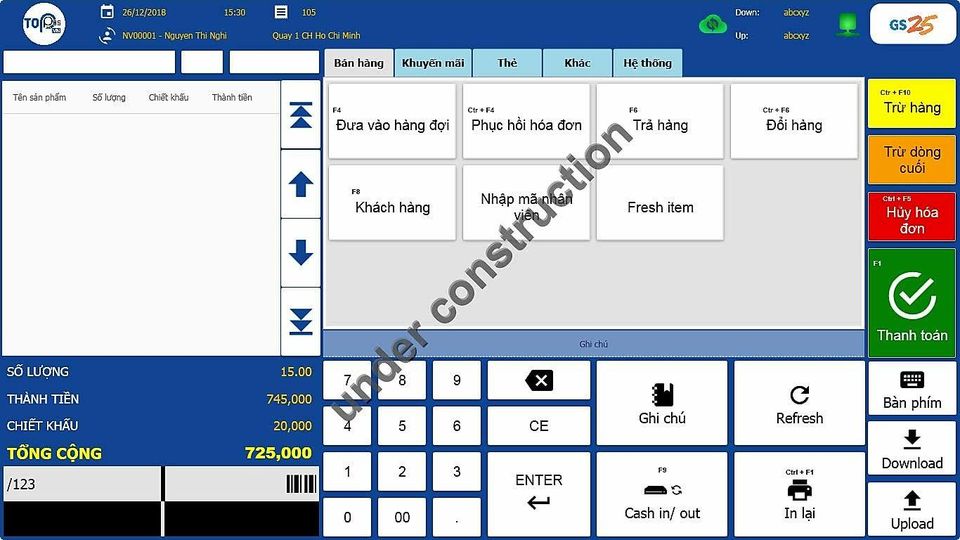 TOP
26/12/2018 15:30 105
NV00001 - Nguyen Thi Nghi Quay 1 CH Ho Chi Minh
Down: abcxyz
Up: abcxyz
GS25
Bán hàng Khuyến mãi Thẻ Khác Hệ thống
Tên sản phẩm Số lượng Chiết khấu Thành tiền
F4
Đưa vào hàng đợi
Ctr + F4
Phục hồi hóa đơn
F6
Trả hàng
Ctr + F6
Đổi hàng
F8
Khách hàng
Nhập mã nhân
viên
Fresh item
under construction
Ctr + F10
Trừ hàng
Trừ dòng
cuối
Ctrl + F5
Hủy hóa
đơn
F1
Thanh toán
Ghi chú
SỐ LƯỢNG 15.00
THÀNH TIỀN 745,000
CHIẾT KHẤU 20,000
TỔNG CỘNG 725,000
/123
7 8 9
4 5 6 CE
1 2 3
ENTER
0 00 .
Ghi chú
Refresh
F9
Cash in/ out
Ctrl + F1
In lại
Bàn phím
Download
Upload